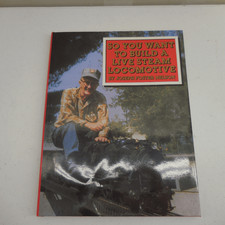 SO YOU WANT
TO BUILD A
LIVE STEAM
LOCOMOTIVE